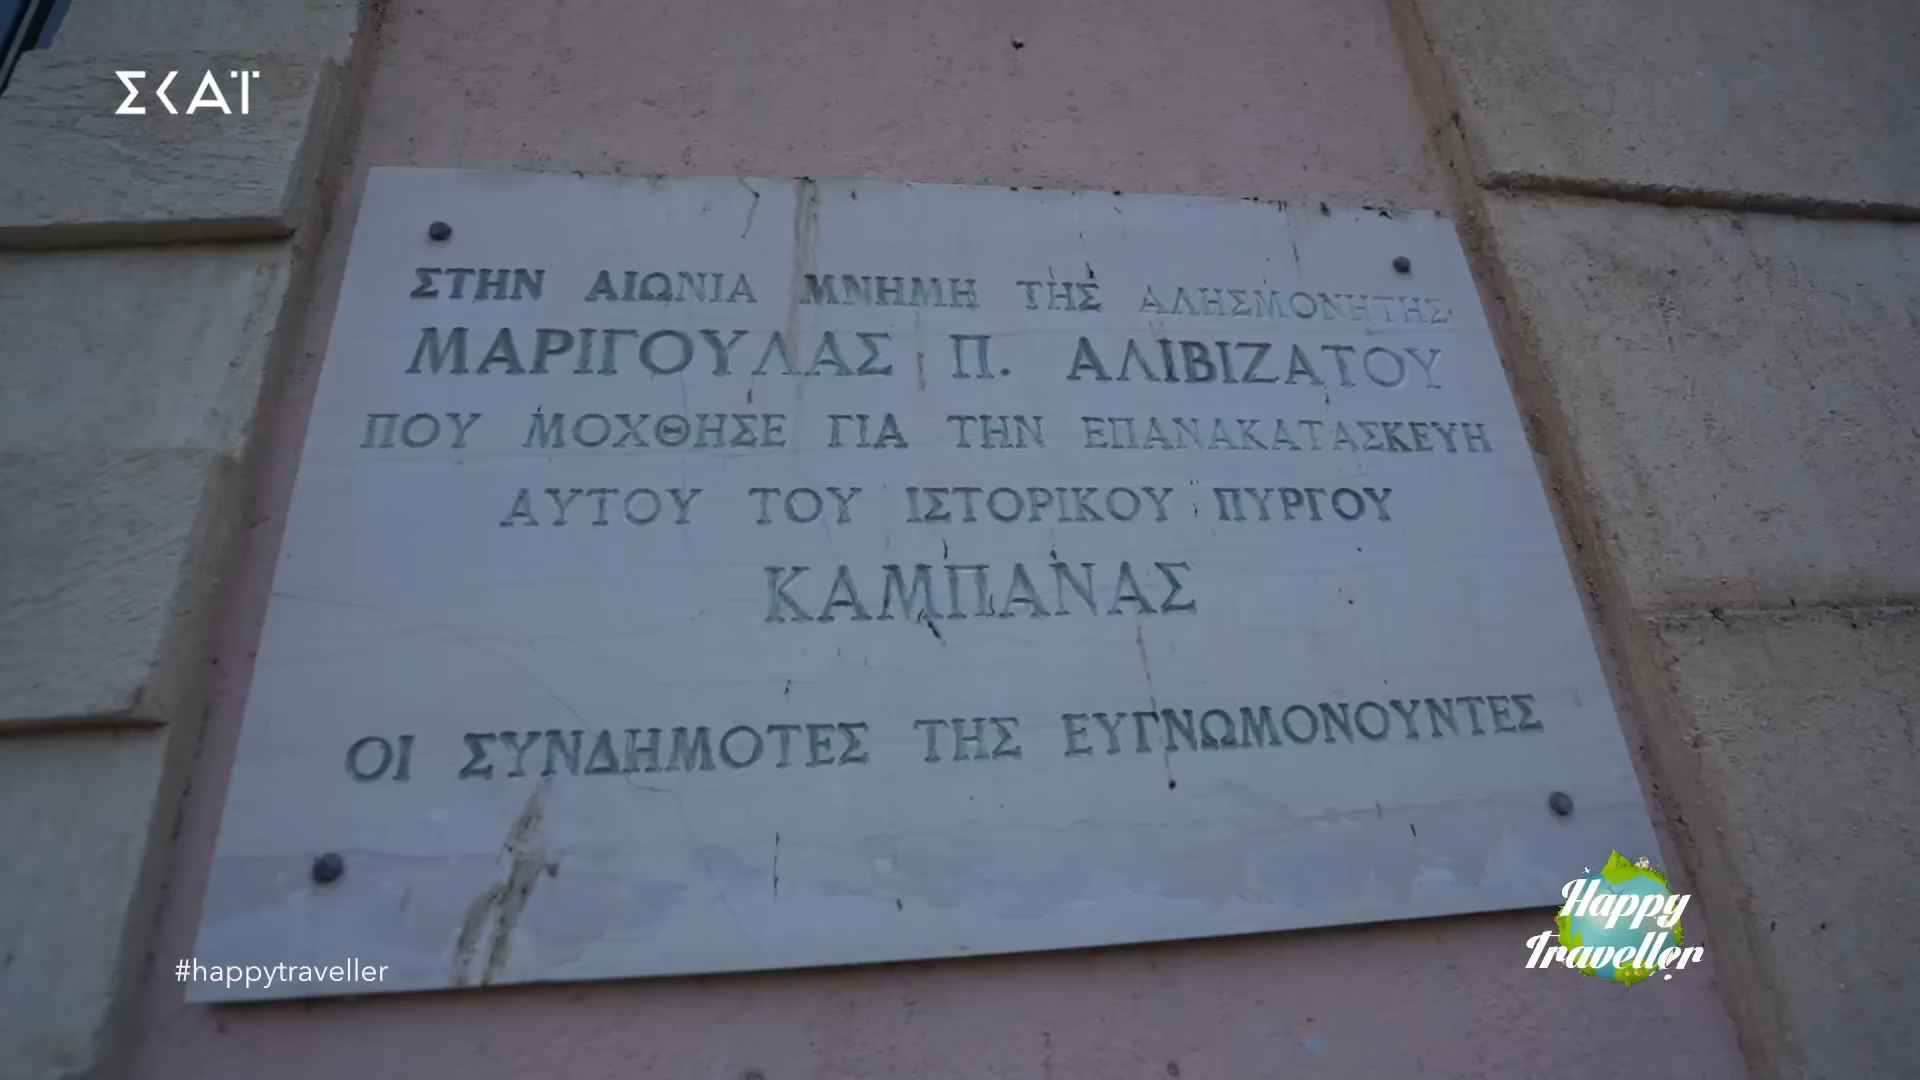 ΣΚΑΪ
ΣΤΗΝ ΑΙΩΝΙΑ ΜΝΗΜΗ ΤΗΣ ΑΛΗΣΜΟΝΗΤΗΣ
ΜΑΡΙΓΟΥΛΑΣ Π. ΑΛΙΒΙΖΑΤΟΥ
ΠΟΥ ΜΟΧΘΗΣΕ ΓΙΑ ΤΗΝ ΕΠΑΝΑΚΑΤΑΣΚΕΥΗ
ΑΥΤΟΥ ΤΟΥ ΙΣΤΟΡΙΚΟΥ ΠΥΡΓΟΥ
ΚΑΜΠΑΝΑΣ
ΟΙ ΣΥΝΔΗΜΟΤΕΣ ΤΗΣ ΕΥΓΝΩΜΟΝΟΥΝΤΕΣ
Happy
Traveller
#happytraveller